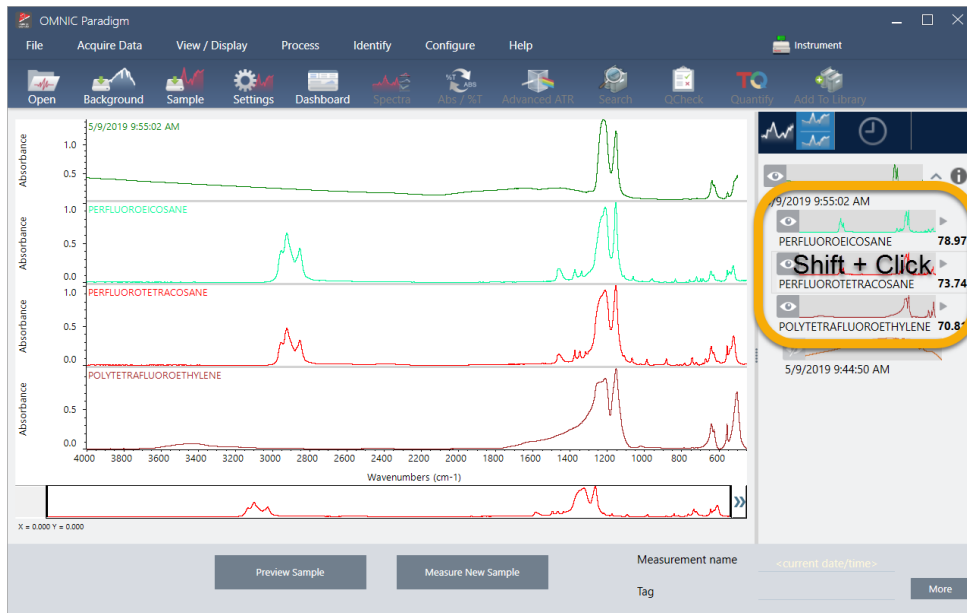 OMNIC Paradigm
File Acquire Data View / Display Process Identify Configure Help Instrument
Open Background Sample Settings Dashboard Spectra Abs / %T Advanced ATR Search QCheck Quantify Add To Library
%T ABS
TQ
5/9/2019 9:55:02 AM
Absorbance
1.0
0.5
PERFLUOROEICOSANE
Absorbance
1.0
0.5
0.0
PERFLUOROTETRACOSANE
Absorbance
1.0
0.5
0.0
POLYTETRAFLUOROETHYLENE
Absorbance
0.5
0.0
4000 3800 3600 3400 3200 3000 2800 2600 2400 2200 2000 1800 1600 1400 1200 1000 800 600
Wavenumbers (cm-1)
X = 0.000 Y = 0.000
5/9/2019 9:55:02 AM
PERFLUOROEICOSANE 78.97
Shift + Click
PERFLUOROTETRACOSANE 73.74
POLYTETRAFLUOROETHYLENE 70.81
5/9/2019 9:44:50 AM
Preview Sample
Measure New Sample
Measurement name <current date/time>
Tag
More